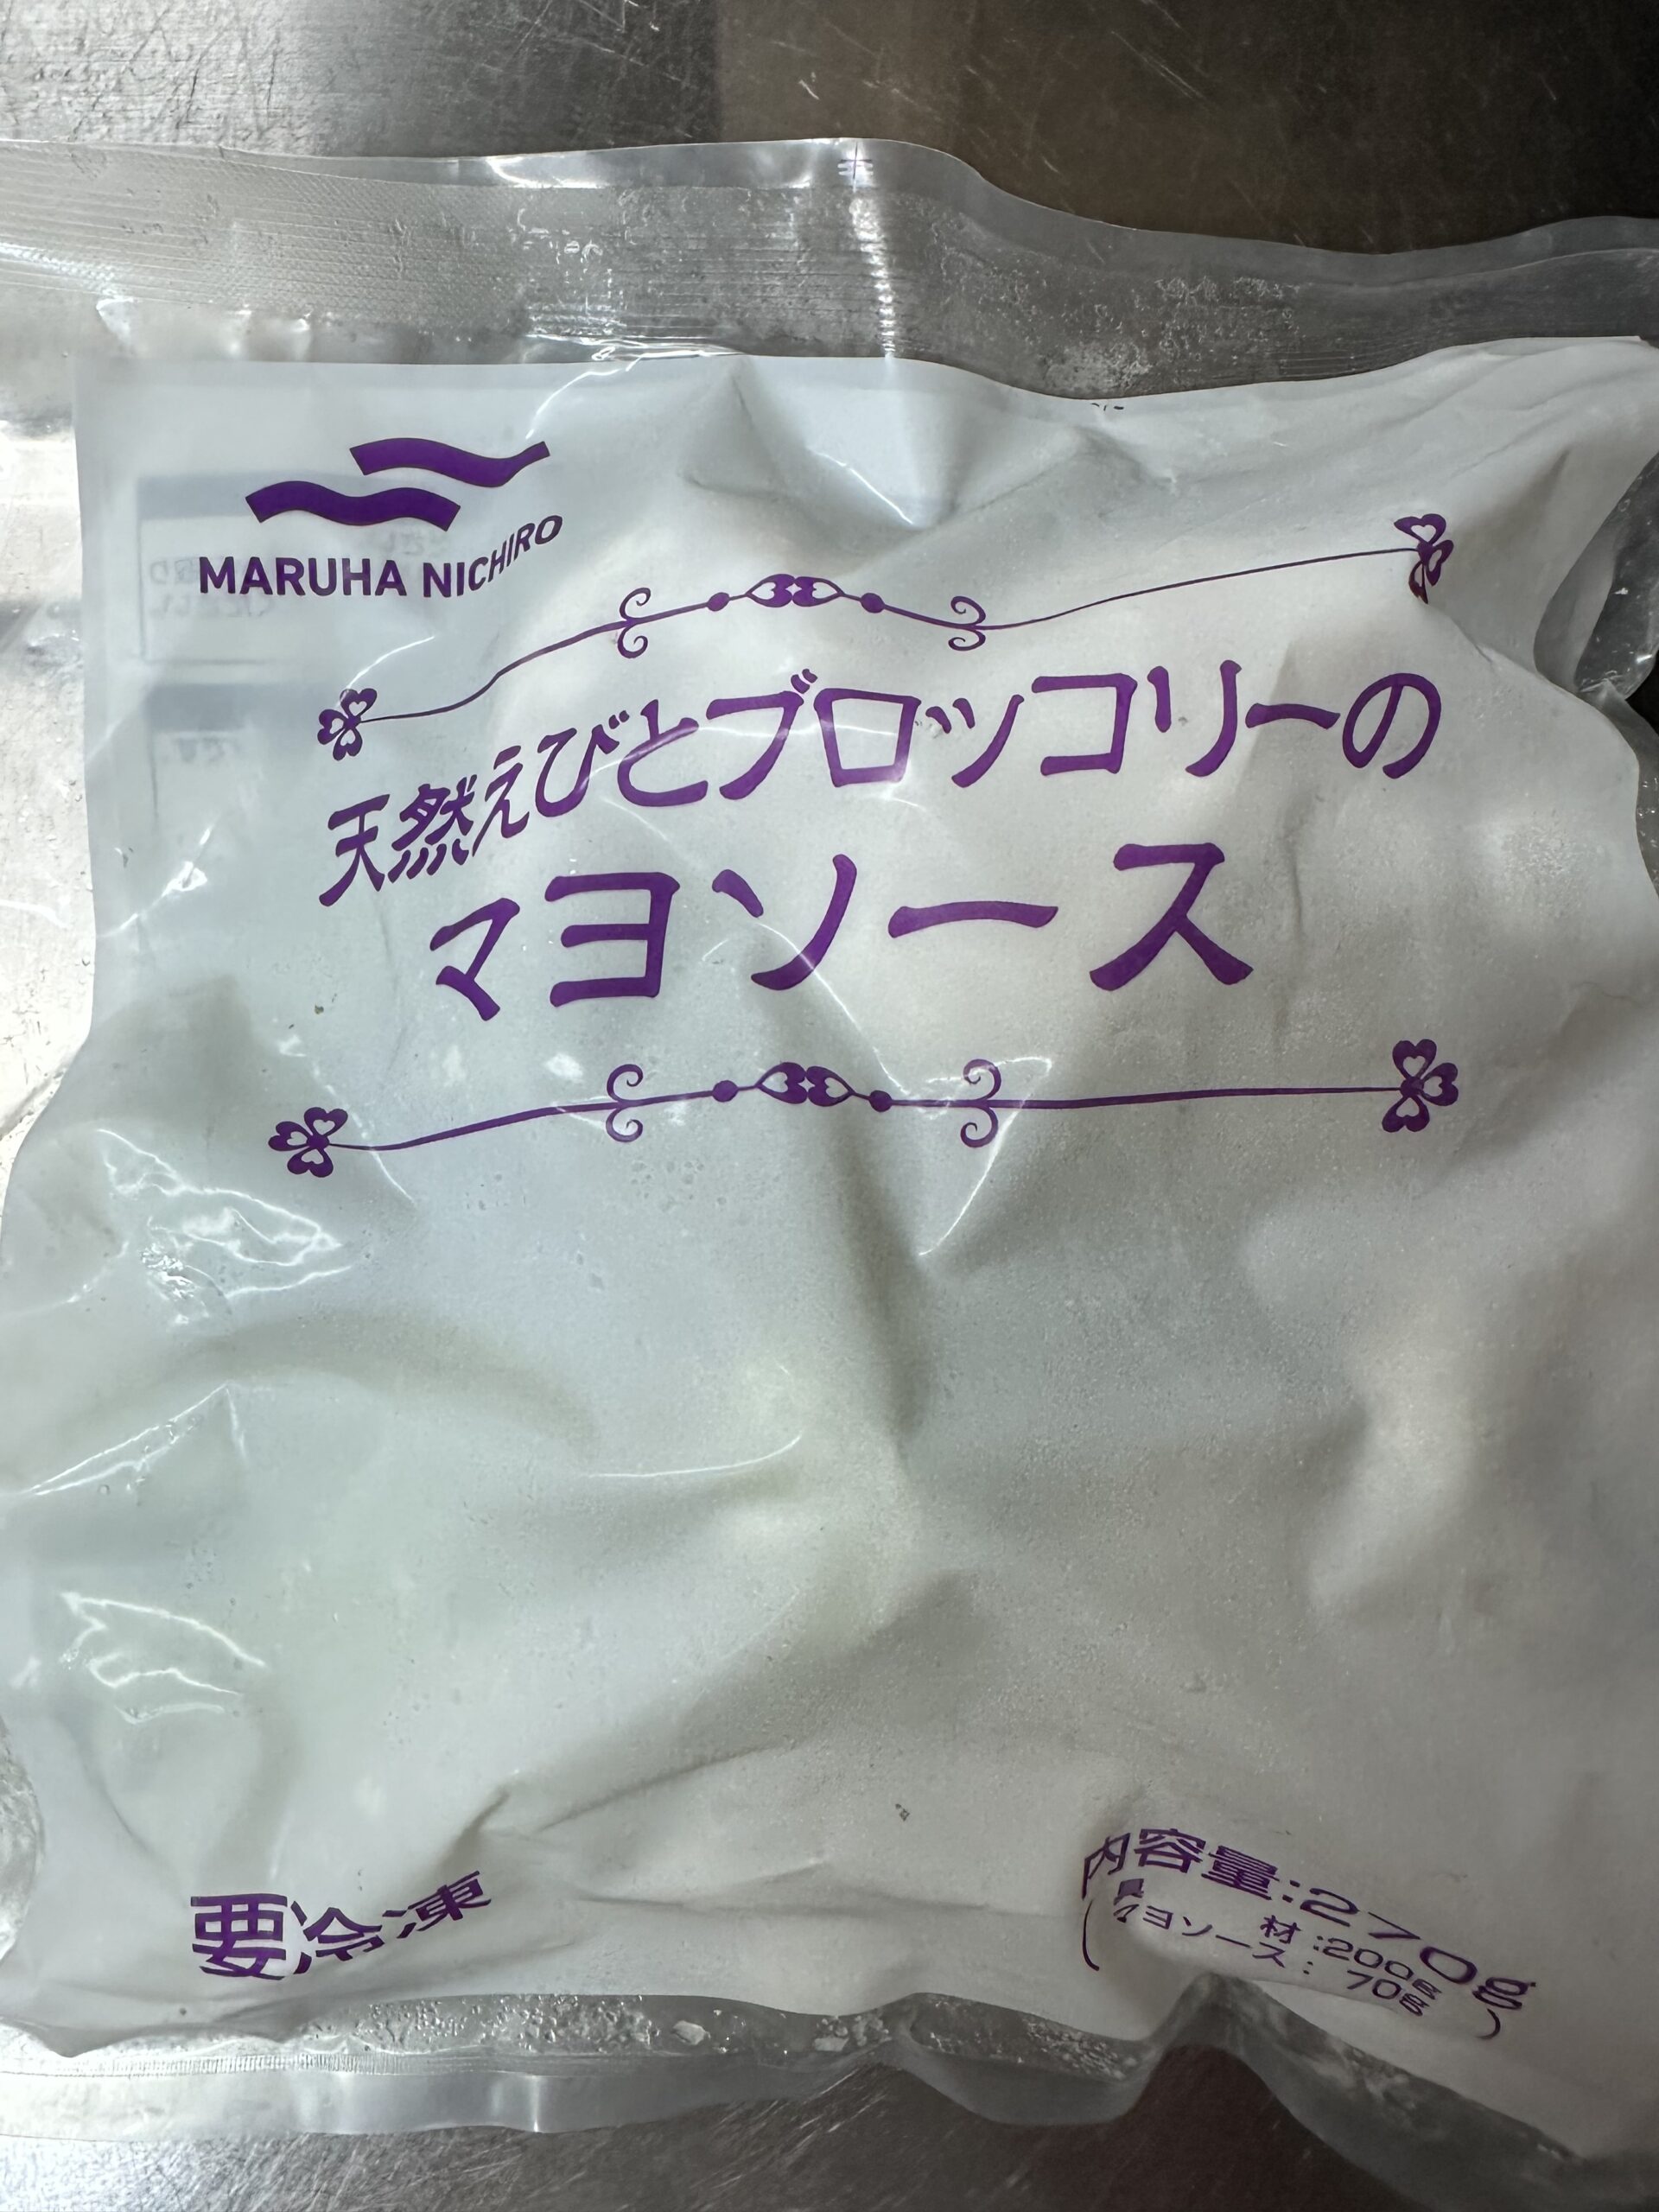 MARUHA NICHIRO
天然えびとブロッコリーの
マヨソース
要冷凍
内容量:270g
(具材:200g
マヨソース:70g)